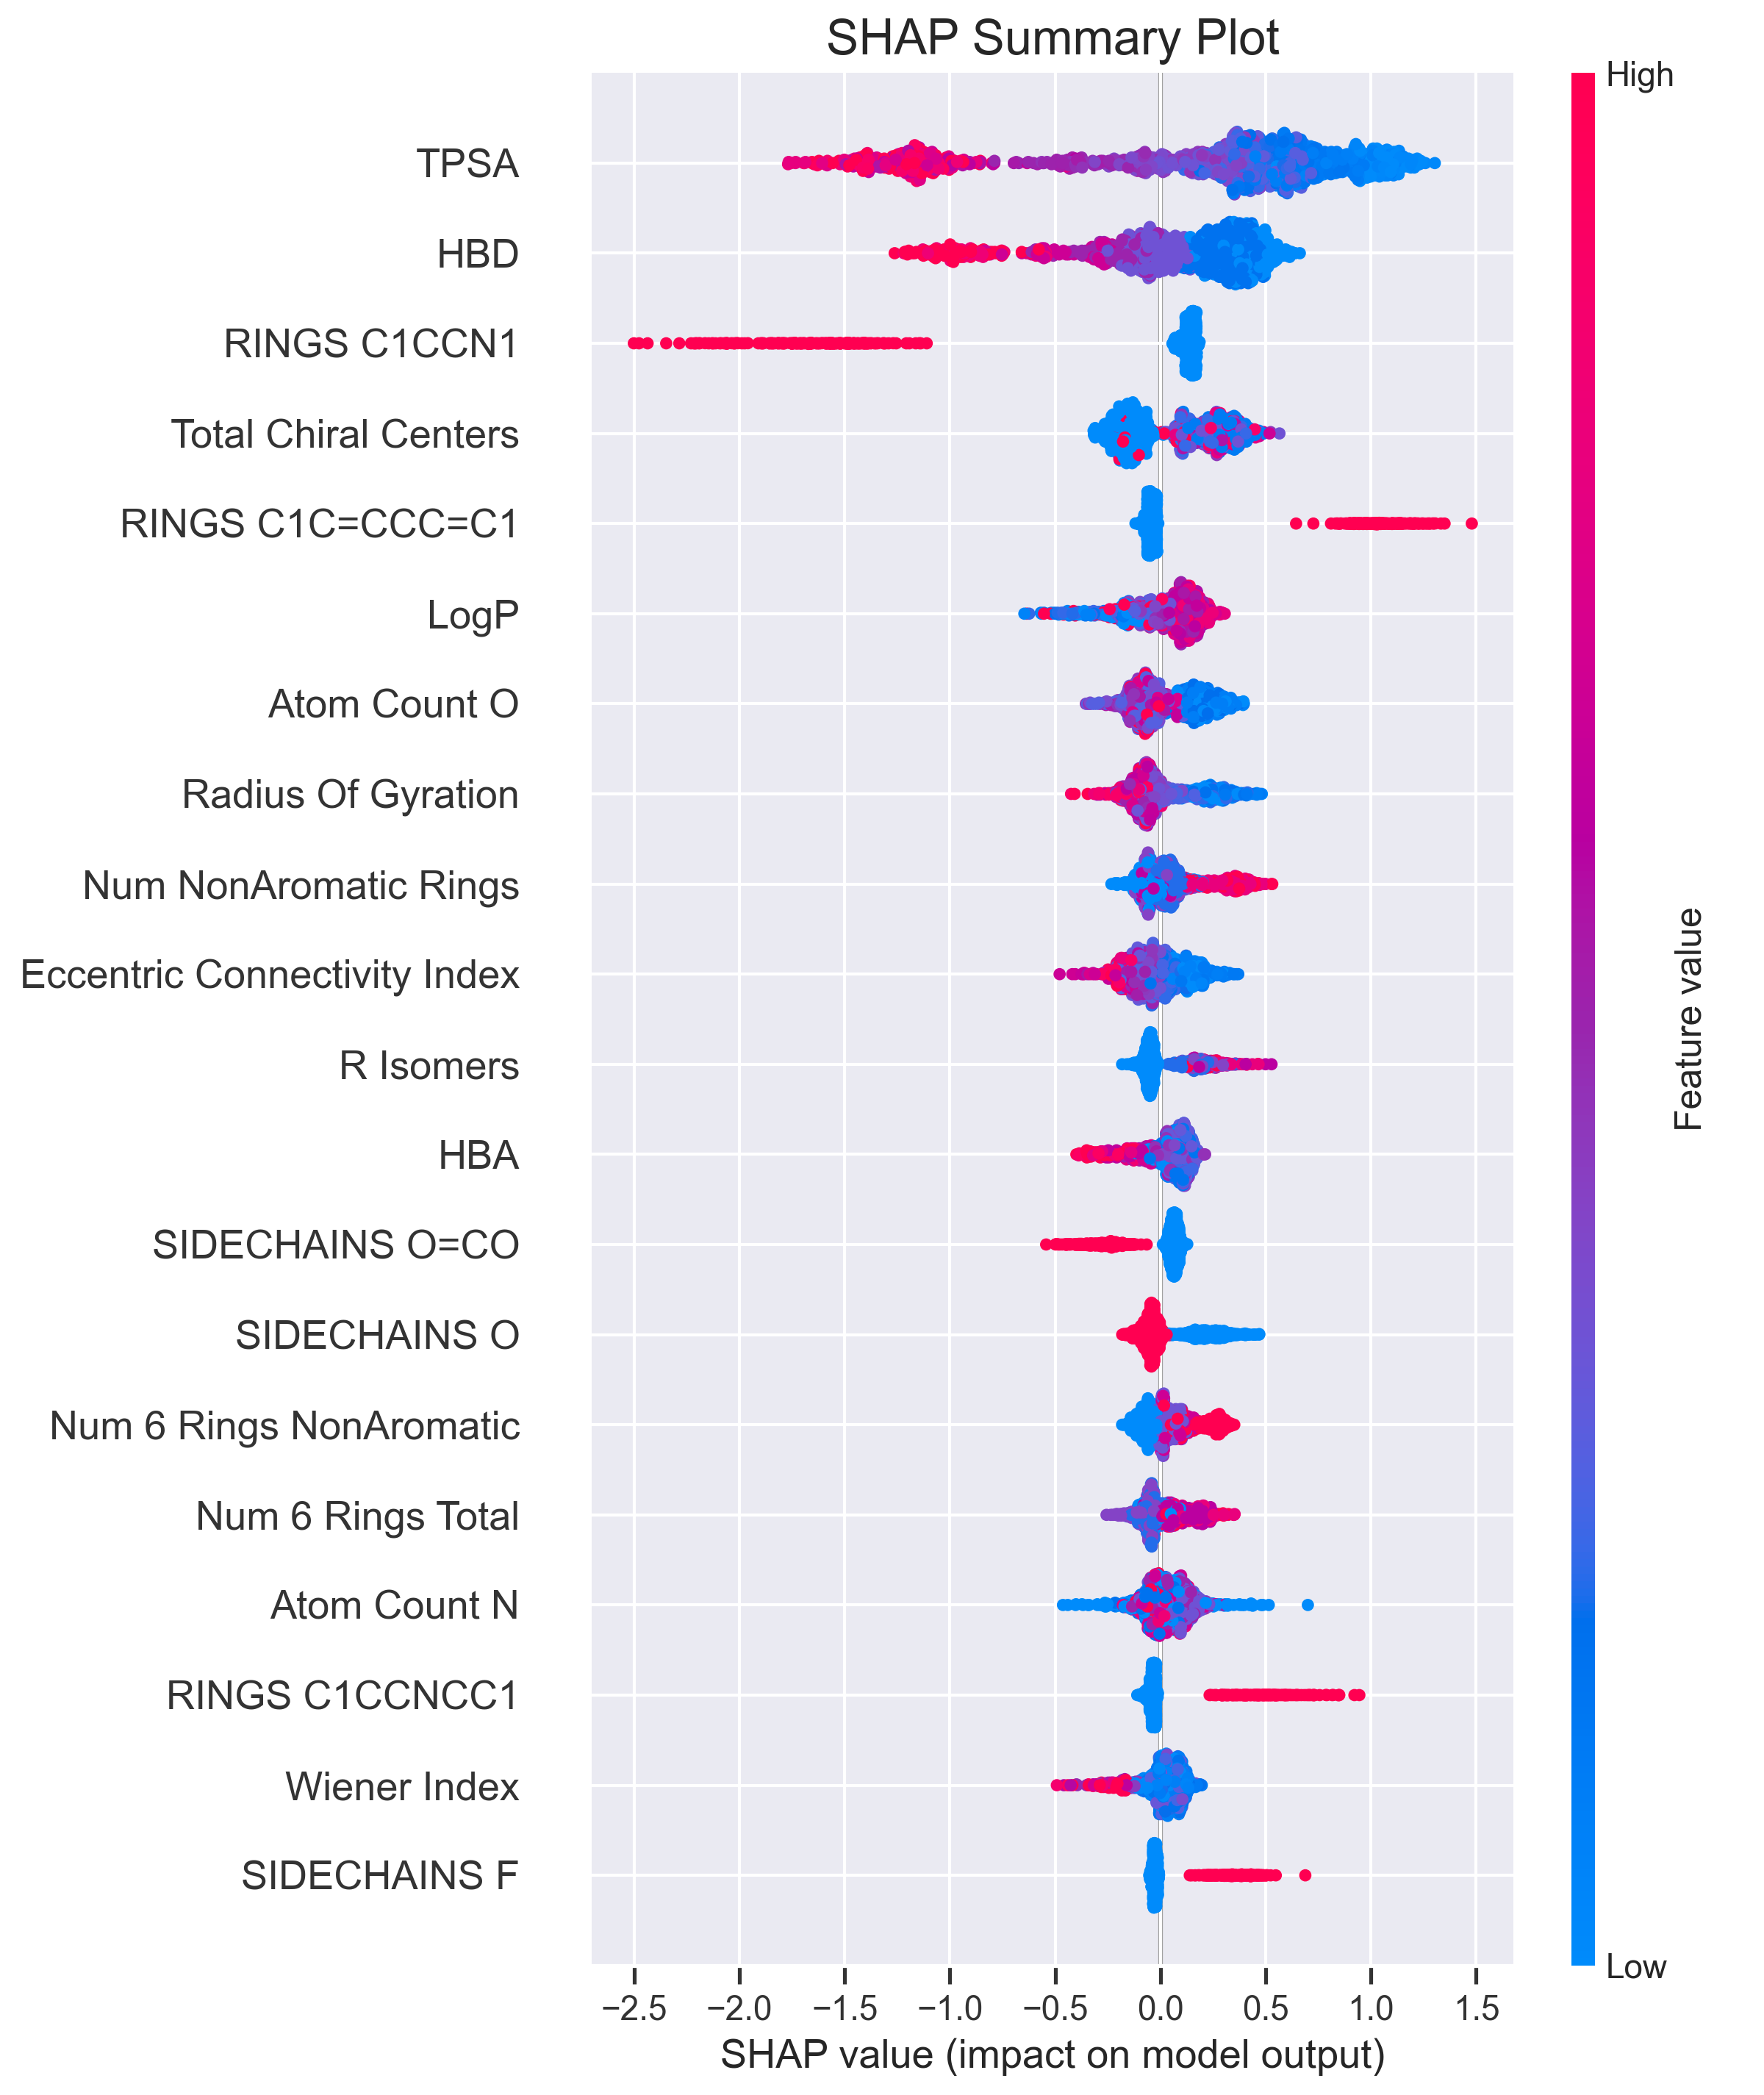 SHAP Summary Plot
High
TPSA
HBD
RINGS C1CCN1
Total Chiral Centers
RINGS C1C=CCC=C1
LogP
Atom Count O
Radius Of Gyration
Num NonAromatic Rings
Eccentric Connectivity Index
R Isomers
HBA
SIDECHAINS O=CO
SIDECHAINS O
Num 6 Rings NonAromatic
Num 6 Rings Total
Atom Count N
RINGS C1CCNCC1
Wiener Index
SIDECHAINS F
Feature value
Low
−2.5 −2.0 −1.5 −1.0 −0.5 0.0 0.5 1.0 1.5
SHAP value (impact on model output)